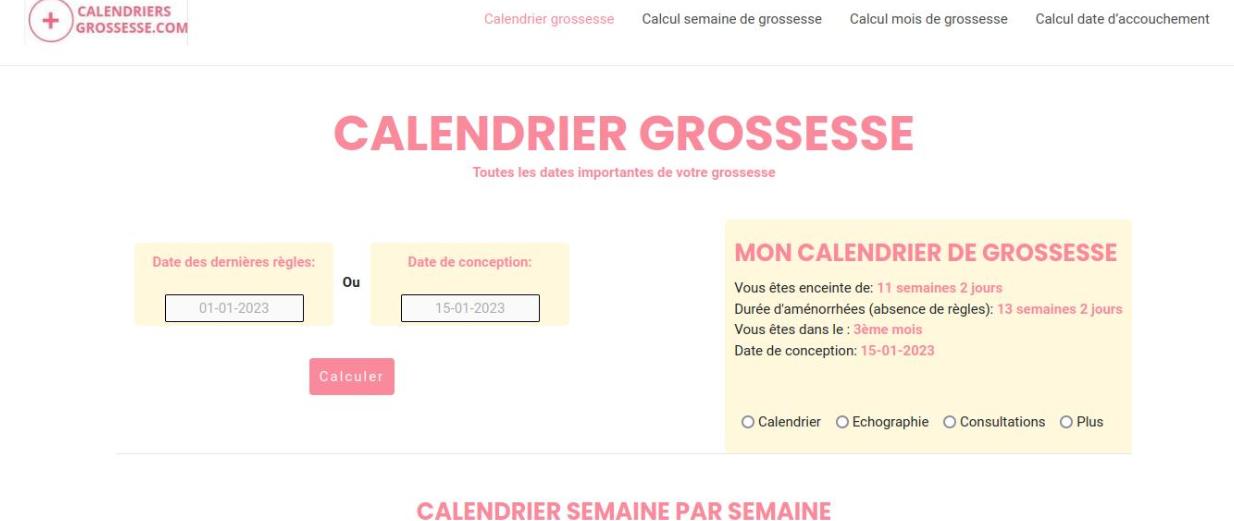 CALENDRIERS
GROSSESSE.COM
Calendrier grossesse Calcul semaine de grossesse Calcul mois de grossesse Calcul date d'accouchement
CALENDRIER GROSSESSE
Toutes les dates importantes de votre grossesse
Date des dernières règles:
01-01-2023
Ou
Date de conception:
15-01-2023
Calculer
MON CALENDRIER DE GROSSESSE
Vous êtes enceinte de: 11 semaines 2 jours
Durée d'aménorrhées (absence de règles): 13 semaines 2 jours
Vous êtes dans le : 3ème mois
Date de conception: 15-01-2023
Calendrier Echographie Consultations Plus
CALENDRIER SEMAINE PAR SEMAINE